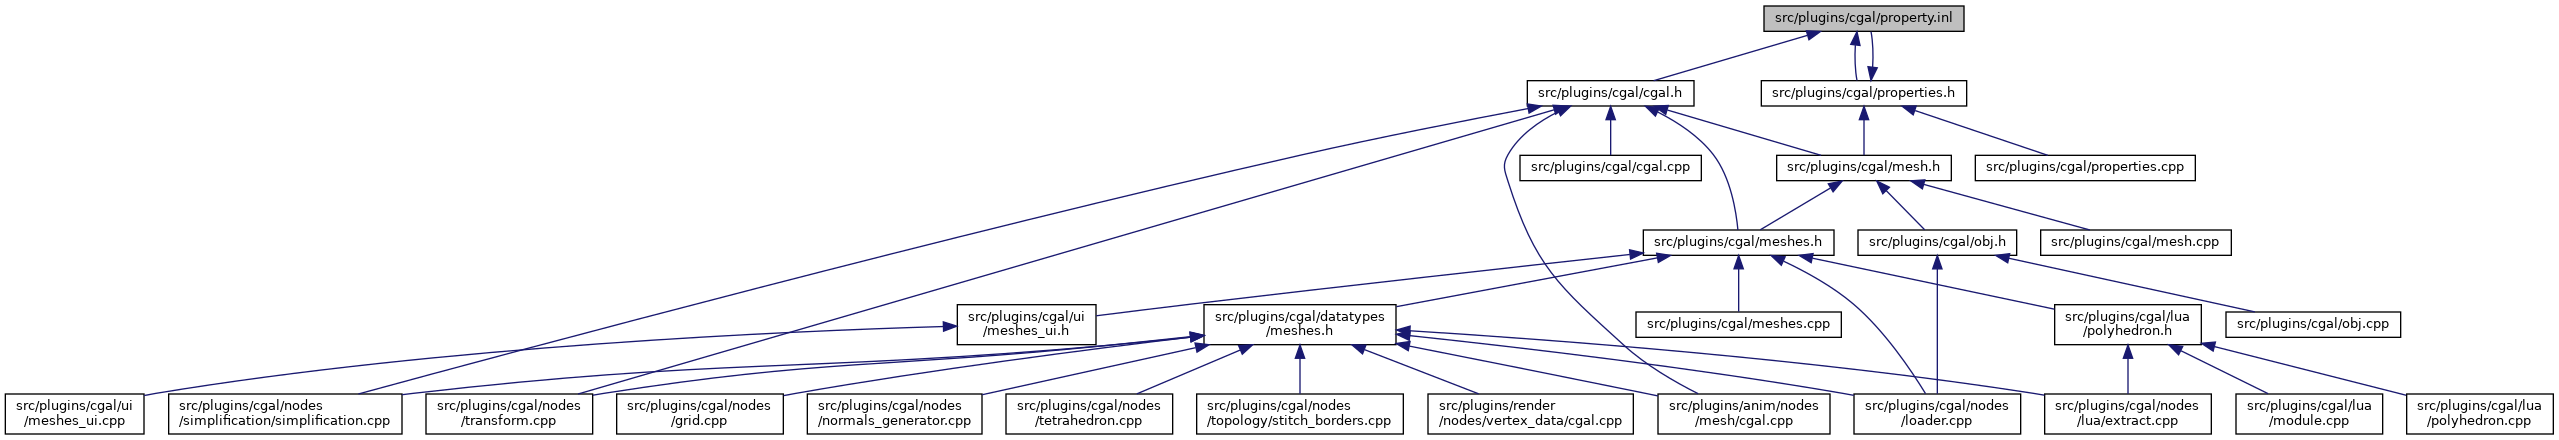 src/plugins/cgal/property.inl
src/plugins/cgal/cgal.h
src/plugins/cgal/properties.h
src/plugins/cgal/cgal.cpp
src/plugins/cgal/mesh.h
src/plugins/cgal/properties.cpp
src/plugins/cgal/meshes.h
src/plugins/cgal/obj.h
src/plugins/cgal/mesh.cpp
src/plugins/cgal/ui
/meshes_ui.h
src/plugins/cgal/datatypes
/meshes.h
src/plugins/cgal/meshes.cpp
src/plugins/cgal/lua
/polyhedron.h
src/plugins/cgal/obj.cpp
src/plugins/cgal/ui
/meshes_ui.cpp
src/plugins/cgal/nodes
/simplification/simplification.cpp
src/plugins/cgal/nodes
/transform.cpp
src/plugins/cgal/nodes
/grid.cpp
src/plugins/cgal/nodes
/normals_generator.cpp
src/plugins/cgal/nodes
/tetrahedron.cpp
src/plugins/cgal/nodes
/topology/stitch_borders.cpp
src/plugins/render
/nodes/vertex_data/cgal.cpp
src/plugins/anim/nodes
/mesh/cgal.cpp
src/plugins/cgal/nodes
/loader.cpp
src/plugins/cgal/nodes
/lua/extract.cpp
src/plugins/cgal/lua
/module.cpp
src/plugins/cgal/lua
/polyhedron.cpp